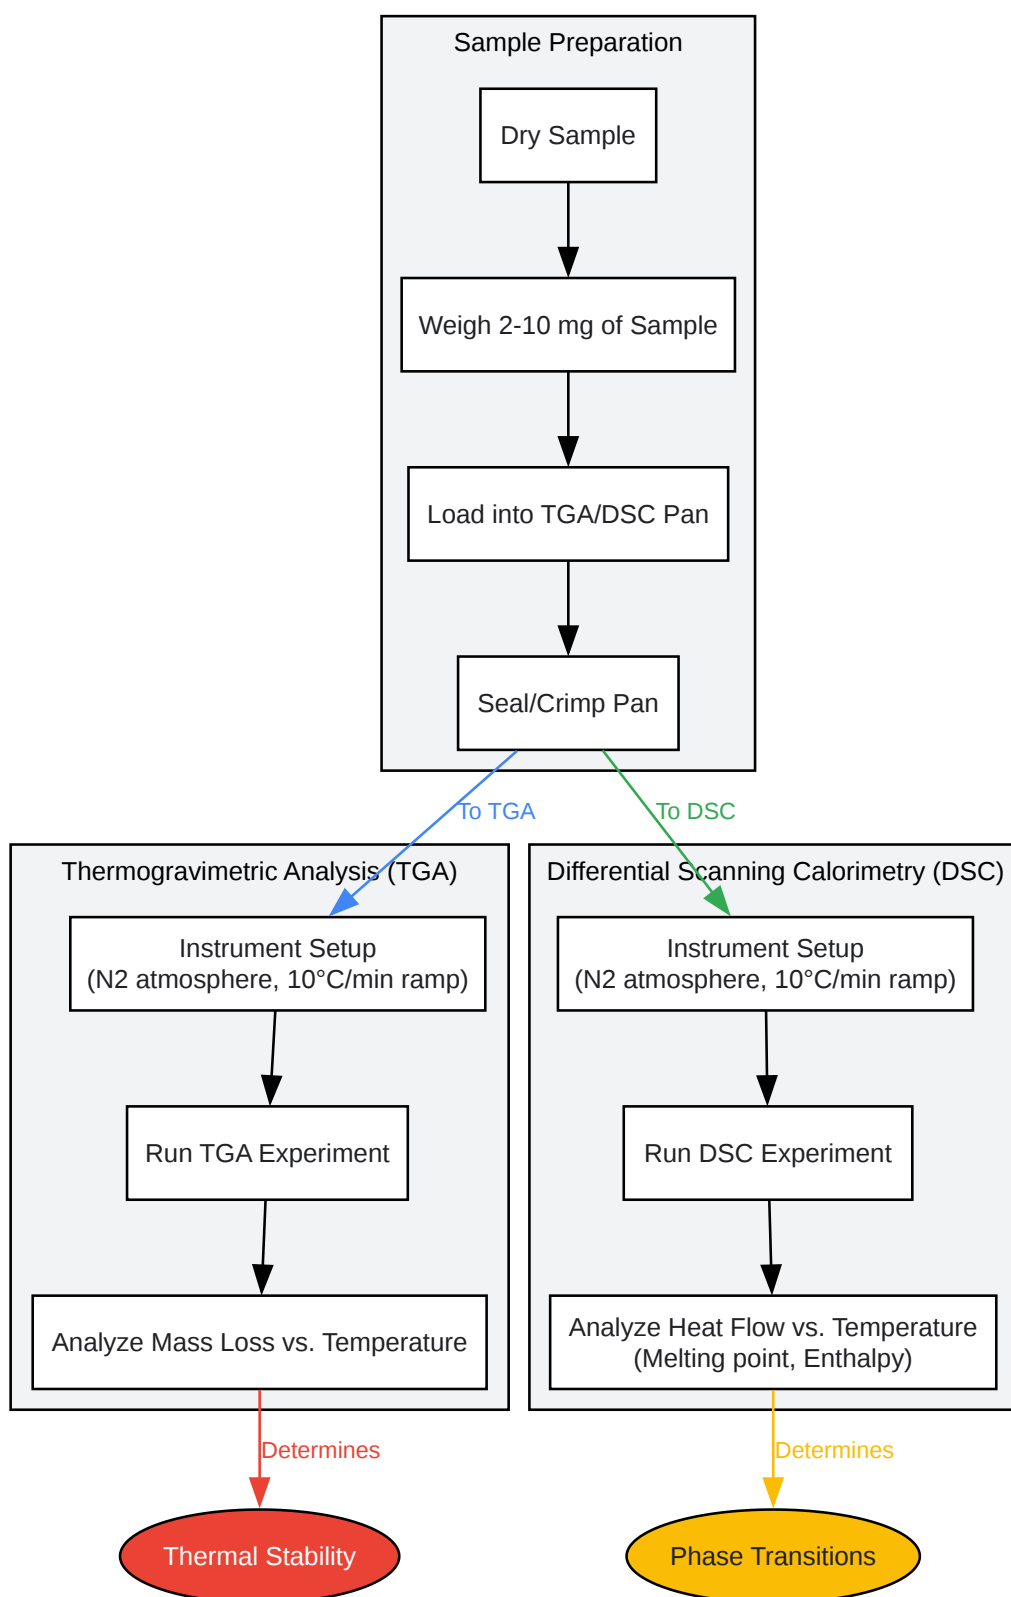 Sample Preparation
Dry Sample
Weigh 2-10 mg of Sample
Load into TGA/DSC Pan
Seal/Crimp Pan
To TGA
To DSC
Thermogravimetric Analysis (TGA)
Instrument Setup
(N2 atmosphere, 10°C/min ramp)
Run TGA Experiment
Analyze Mass Loss vs. Temperature
Determines
Thermal Stability
Differential Scanning Calorimetry (DSC)
Instrument Setup
(N2 atmosphere, 10°C/min ramp)
Run DSC Experiment
Analyze Heat Flow vs. Temperature
(Melting point, Enthalpy)
Determines
Phase Transitions